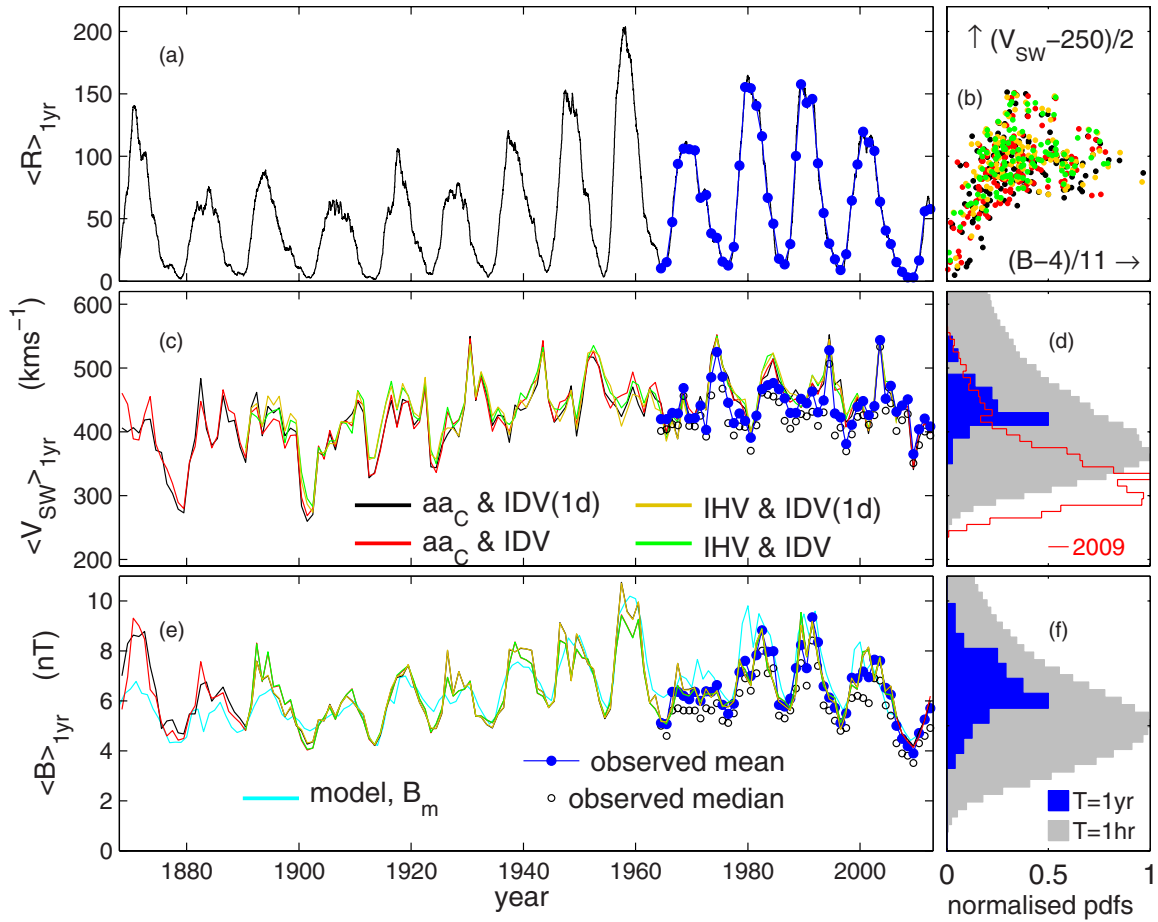 200
150
100
50
0
<R>1yr
(a)
↑ (VSW−250)/2
(b)
(B−4)/11 →
600
500
400
300
200
<VSW>1yr (kms−1)
(c)
aaC & IDV(1d)
aaC & IDV
IHV & IDV(1d)
IHV & IDV
(d)
2009
10
8
6
4
2
0
<B>1yr (nT)
(e)
model, Bm
observed mean
observed median
(f)
T=1yr
T=1hr
1880 1900 1920 1940 1960 1980 2000
year
0 0.5 1
normalised pdfs